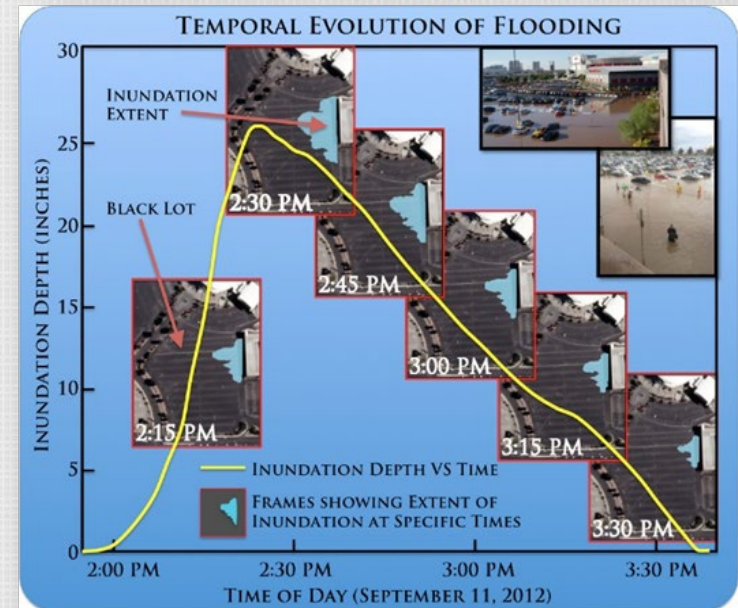 TEMPORAL EVOLUTION OF FLOODING
INUNDATION DEPTH (INCHES)
30
25
20
15
10
5
0
INUNDATION
EXTENT
BLACK LOT
2:15 PM
2:30 PM
2:45 PM
3:00 PM
3:15 PM
3:30 PM
INUNDATION DEPTH VS TIME
FRAMES SHOWING EXTENT OF
INUNDATION AT SPECIFIC TIMES
2:00 PM
2:30 PM
3:00 PM
3:30 PM
TIME OF DAY (SEPTEMBER 11, 2012)